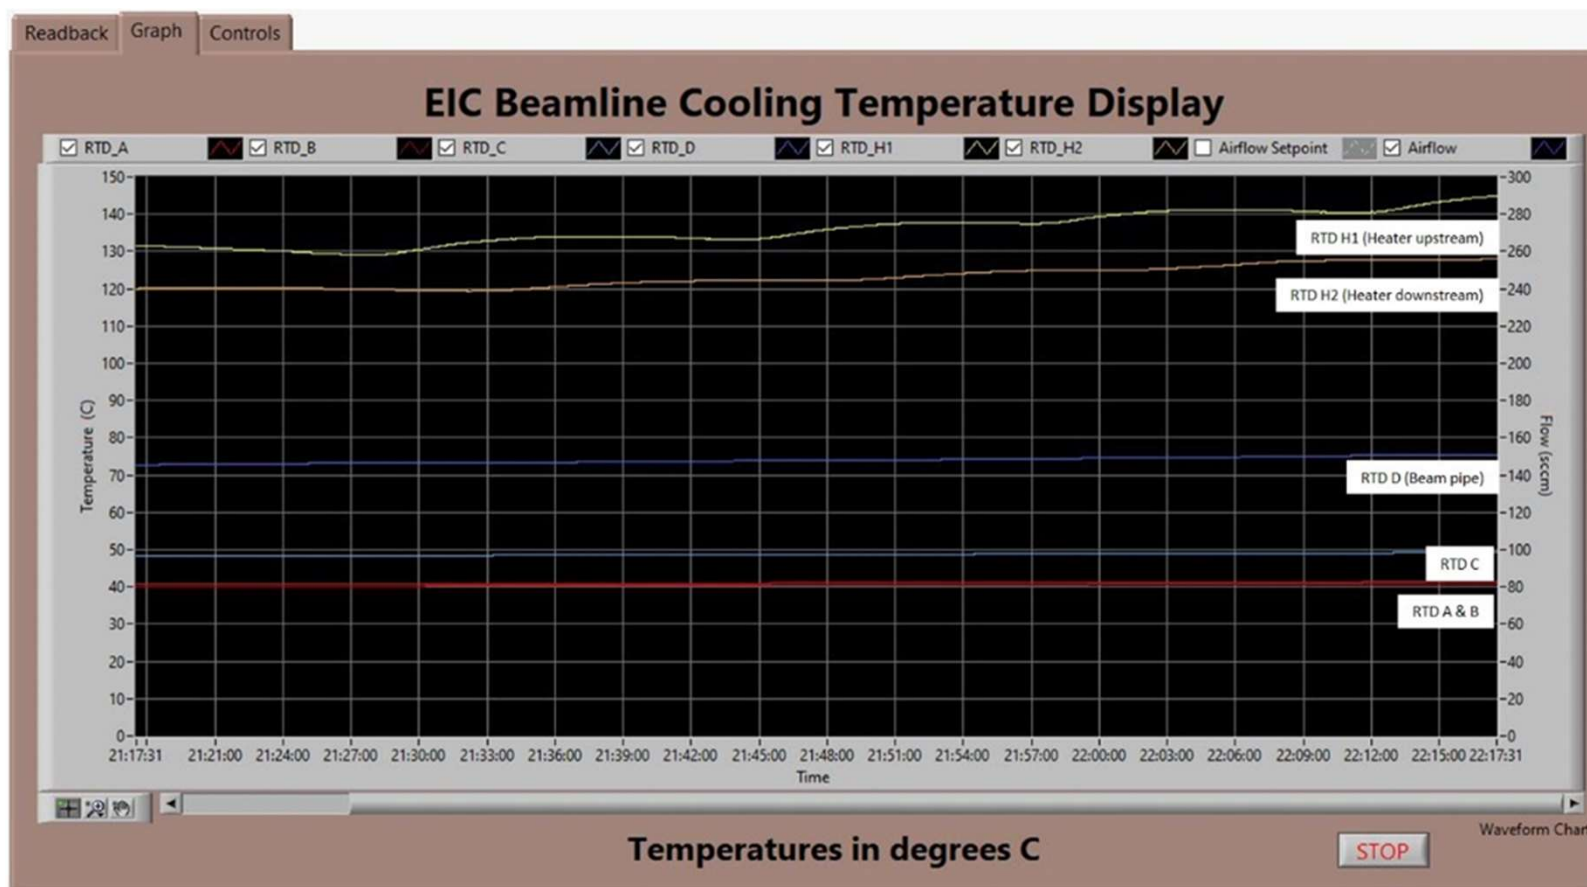 Readback Graph Controls
EIC Beamline Cooling Temperature Display
RTD_A RTD_B RTD_C RTD_D RTD_H1 RTD_H2 Airflow Setpoint Airflow
150 300
140 280
RTD H1 (Heater upstream)
130 260
120 240
RTD H2 (Heater downstream)
110 220
100 200
90 180
80 160
Temperature (C)
Flow (sccm)
70 140
RTD D (Beam pipe)
60 120
50 100
RTD C
40 80
RTD A & B
30 60
20 40
10 20
0 0
21:17:31 21:21:00 21:24:00 21:27:00 21:30:00 21:33:00 21:36:00 21:39:00 21:42:00 21:45:00 21:48:00 21:51:00 21:54:00 21:57:00 22:00:00 22:03:00 22:06:00 22:09:00 22:12:00 22:15:00 22:17:31
Time
Waveform Char
Temperatures in degrees C
STOP